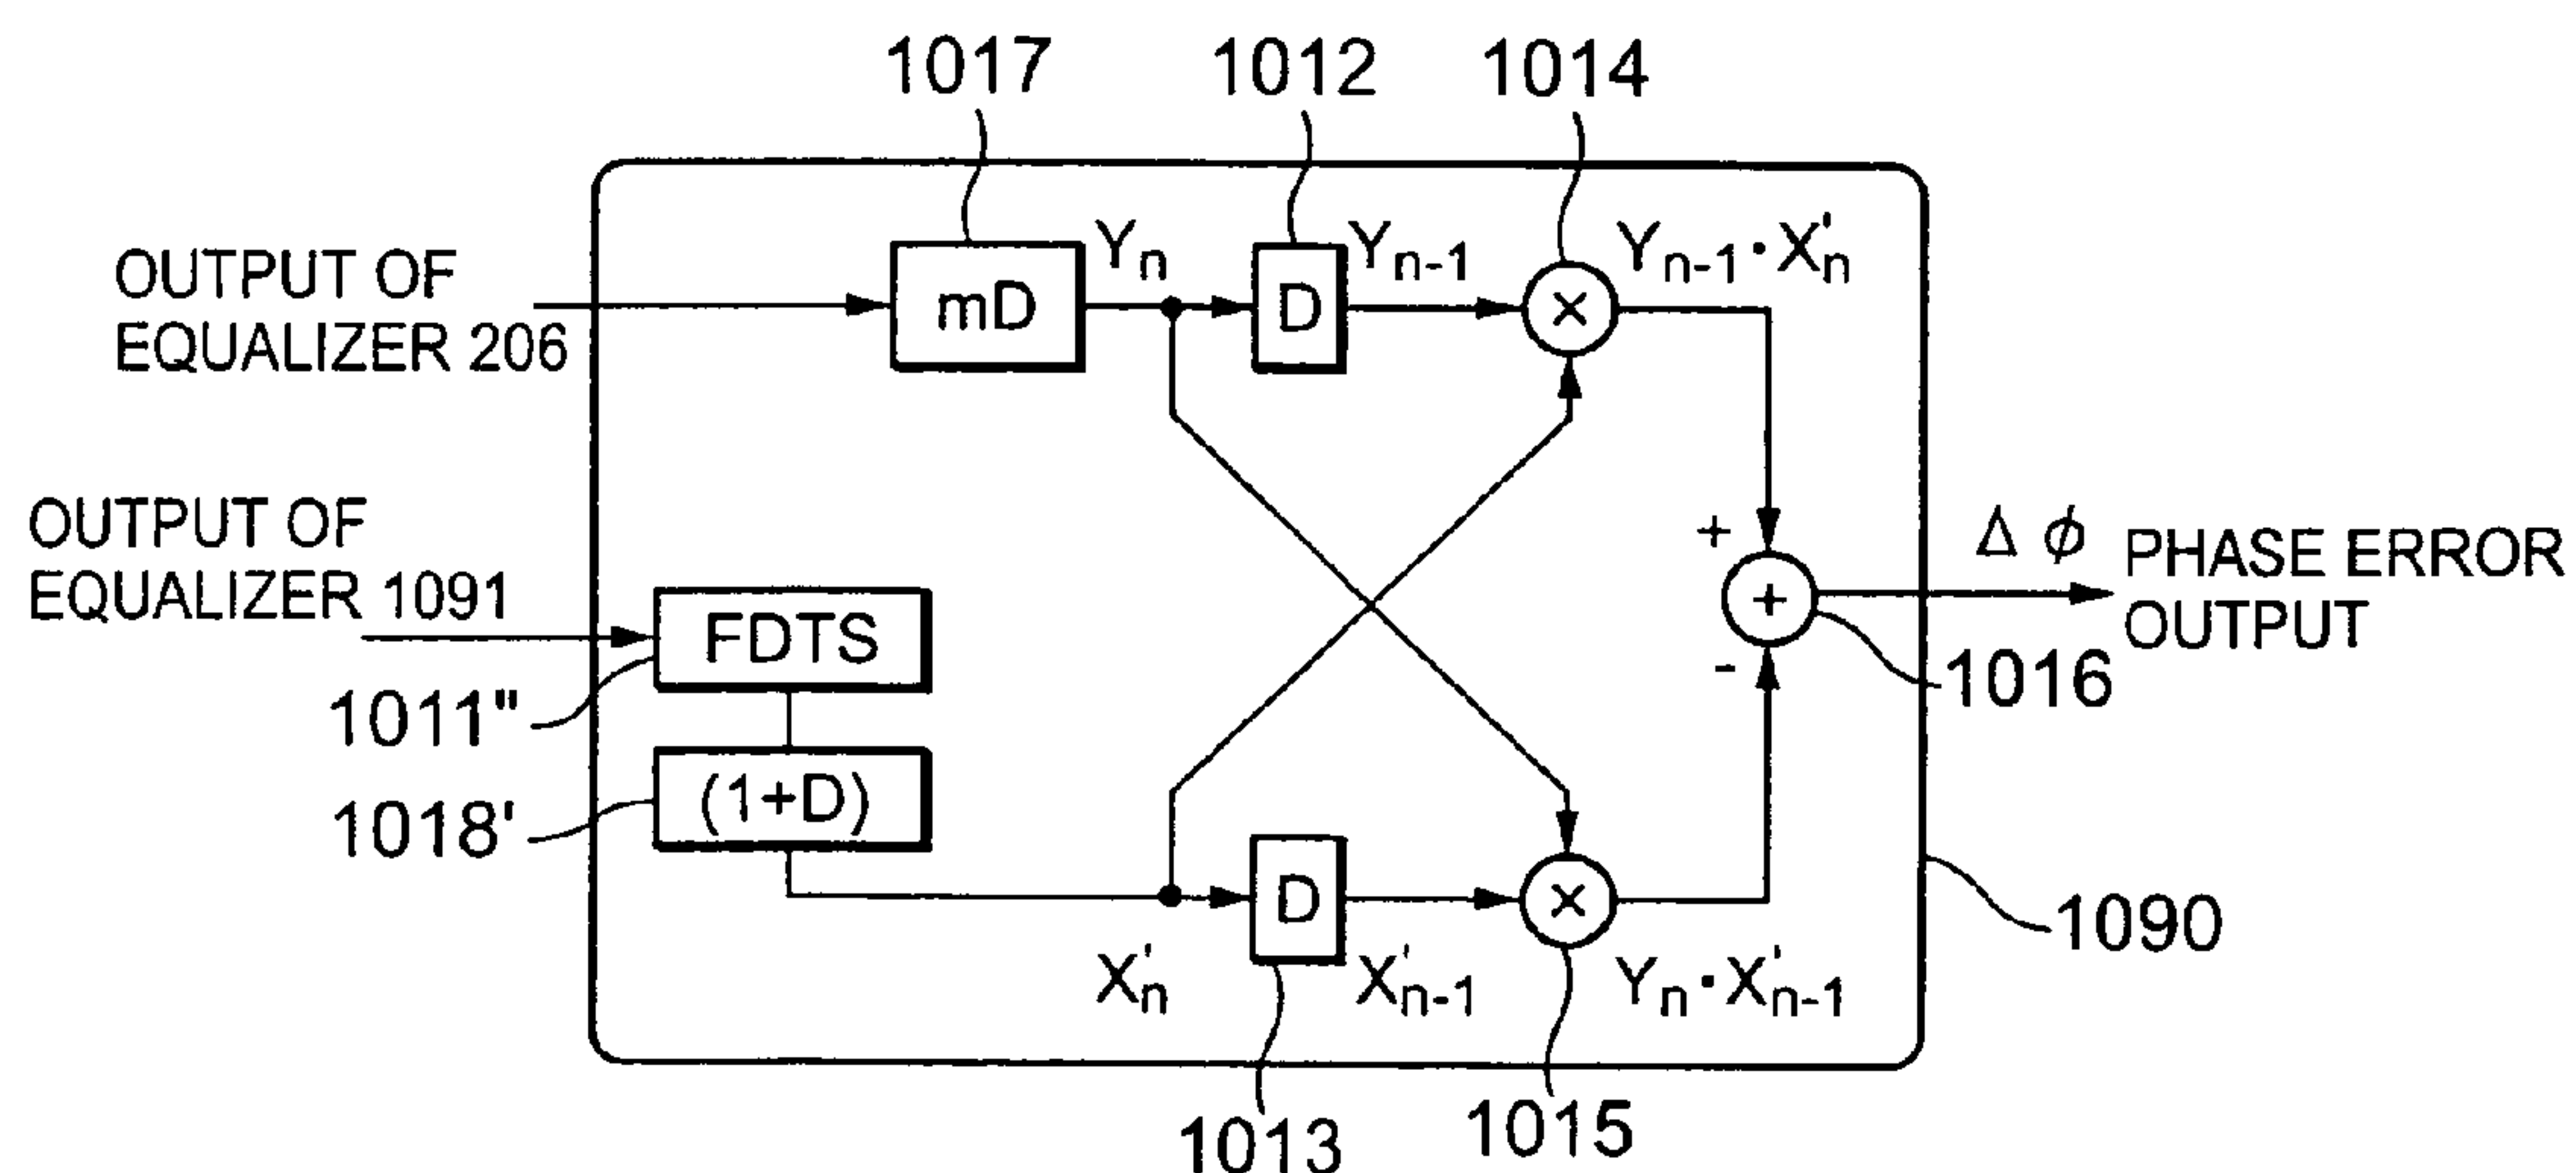 1017
1012
1014
OUTPUT OF
EQUALIZER 206
mD
Yn
D
Yn-1
×
Yn-1·X'n
OUTPUT OF
EQUALIZER 1091
FDTS
1011"
(1+D)
1018'
+
+
-
Δ φ
PHASE ERROR
OUTPUT
1016
X'n
D
X'n-1
×
Yn·X'n-1
1090
1013
1015